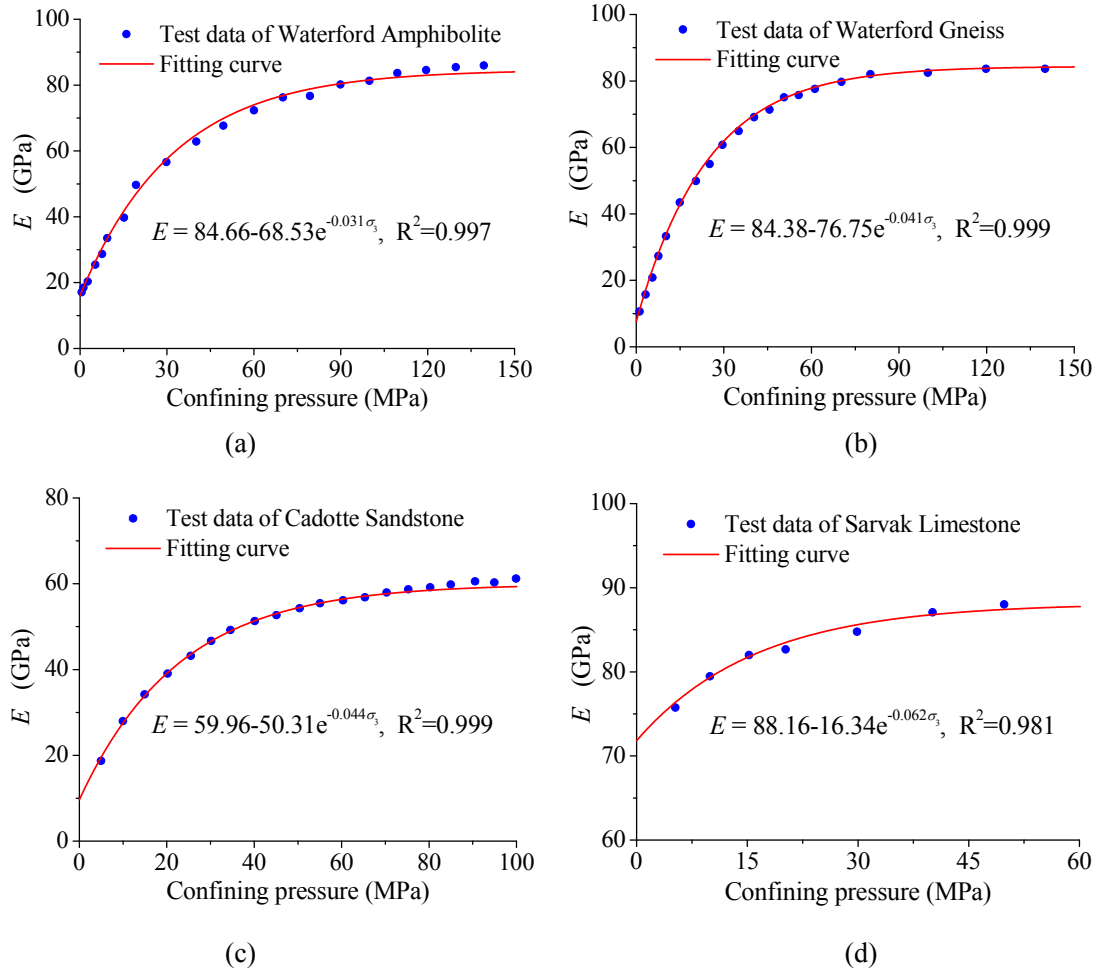 100
80
60
40
20
0
E (GPa)
Test data of Waterford Amphibolite
Fitting curve
E = 84.66-68.53e^{-0.031σ₃}, R²=0.997
0 30 60 90 120 150
Confining pressure (MPa)
(a)
100
80
60
40
20
0
E (GPa)
Test data of Waterford Gneiss
Fitting curve
E = 84.38-76.75e^{-0.041σ₃}, R²=0.999
0 30 60 90 120 150
Confining pressure (MPa)
(b)
80
60
40
20
0
E (GPa)
Test data of Cadotte Sandstone
Fitting curve
E = 59.96-50.31e^{-0.044σ₃}, R²=0.999
0 20 40 60 80 100
Confining pressure (MPa)
(c)
100
90
80
70
60
E (GPa)
Test data of Sarvak Limestone
Fitting curve
E = 88.16-16.34e^{-0.062σ₃}, R²=0.981
0 15 30 45 60
Confining pressure (MPa)
(d)